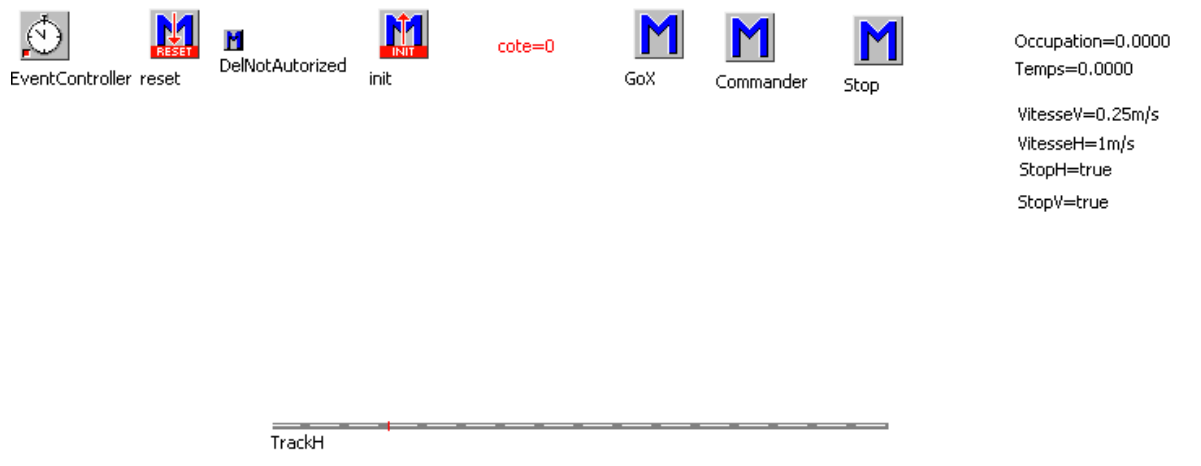 RESET
INIT
EventController
reset
DelNotAutorized
init
cote=0
GoX
Commander
Stop
Occupation=0.0000
Temps=0.0000
VitesseV=0.25m/s
VitesseH=1m/s
StopH=true
StopV=true
TrackH